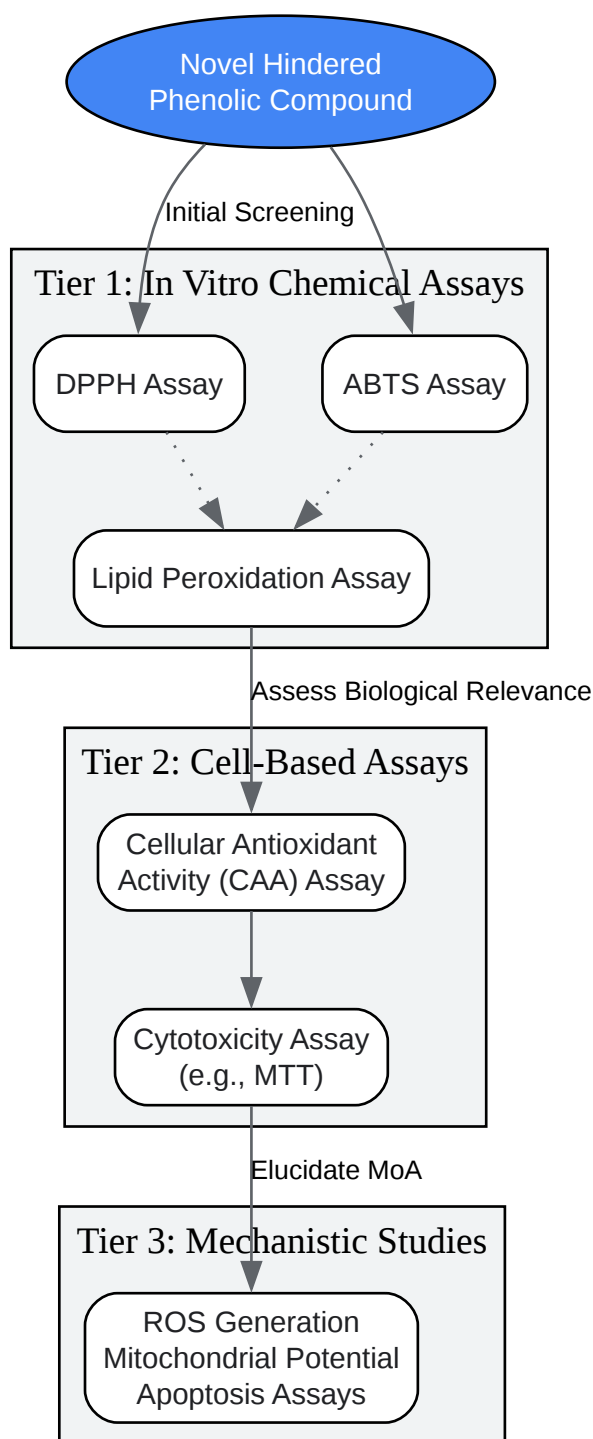 Novel Hindered
Phenolic Compound
Initial Screening
Tier 1: In Vitro Chemical Assays
DPPH Assay
ABTS Assay
Lipid Peroxidation Assay
Assess Biological Relevance
Tier 2: Cell-Based Assays
Cellular Antioxidant
Activity (CAA) Assay
Cytotoxicity Assay
(e.g., MTT)
Elucidate MoA
Tier 3: Mechanistic Studies
ROS Generation
Mitochondrial Potential
Apoptosis Assays